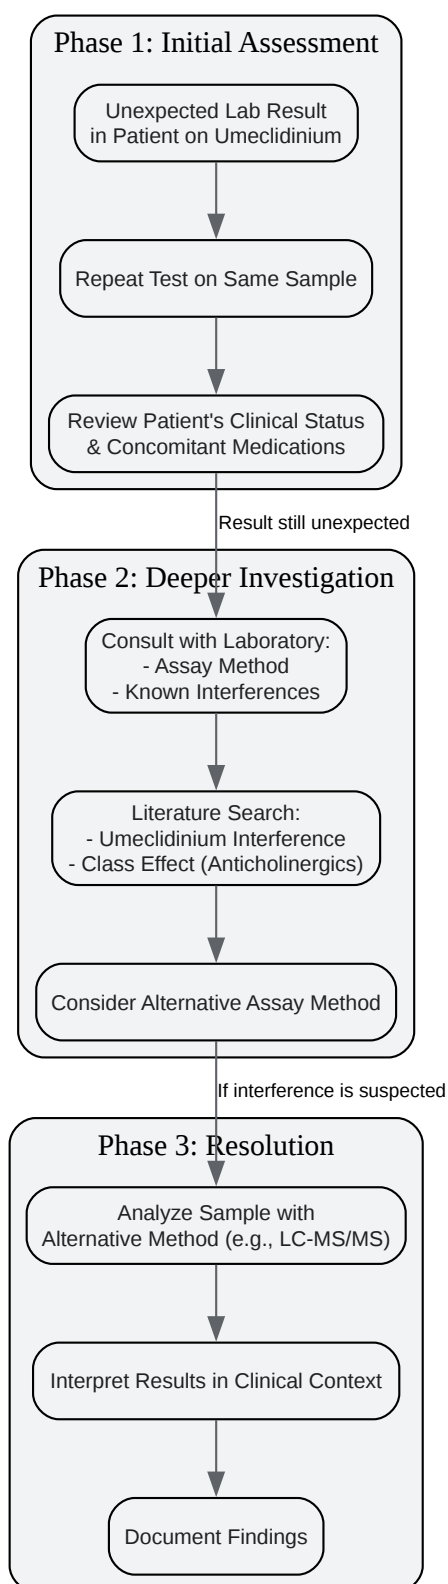 Phase 1: Initial Assessment
Unexpected Lab Result
in Patient on Umeclidinium
Repeat Test on Same Sample
Review Patient's Clinical Status
& Concomitant Medications
Result still unexpected
Phase 2: Deeper Investigation
Consult with Laboratory:
- Assay Method
- Known Interferences
Literature Search:
- Umeclidinium Interference
- Class Effect (Anticholinergics)
Consider Alternative Assay Method
If interference is suspected
Phase 3: Resolution
Analyze Sample with
Alternative Method (e.g., LC-MS/MS)
Interpret Results in Clinical Context
Document Findings